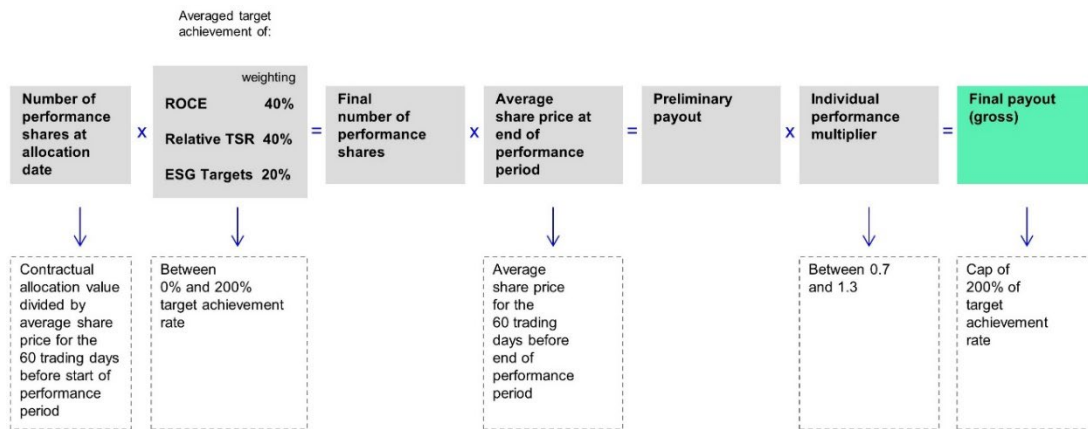 Averaged target
achievement of:
Number of
performance
shares at
allocation
date
x
weighting
ROCE 40%
Relative TSR 40%
ESG Targets 20%
=
Final
number of
performance
shares
x
Average
share price at
end of
performance
period
=
Preliminary
payout
x
Individual
performance
multiplier
=
Final payout
(gross)
Contractual
allocation value
divided by
average share
price for the
60 trading days
before start of
performance
period
Between
0% and 200%
target achievement
rate
Average
share price
for the
60 trading
days before
end of
performance
period
Between 0.7
and 1.3
Cap of
200% of
target
achievement
rate